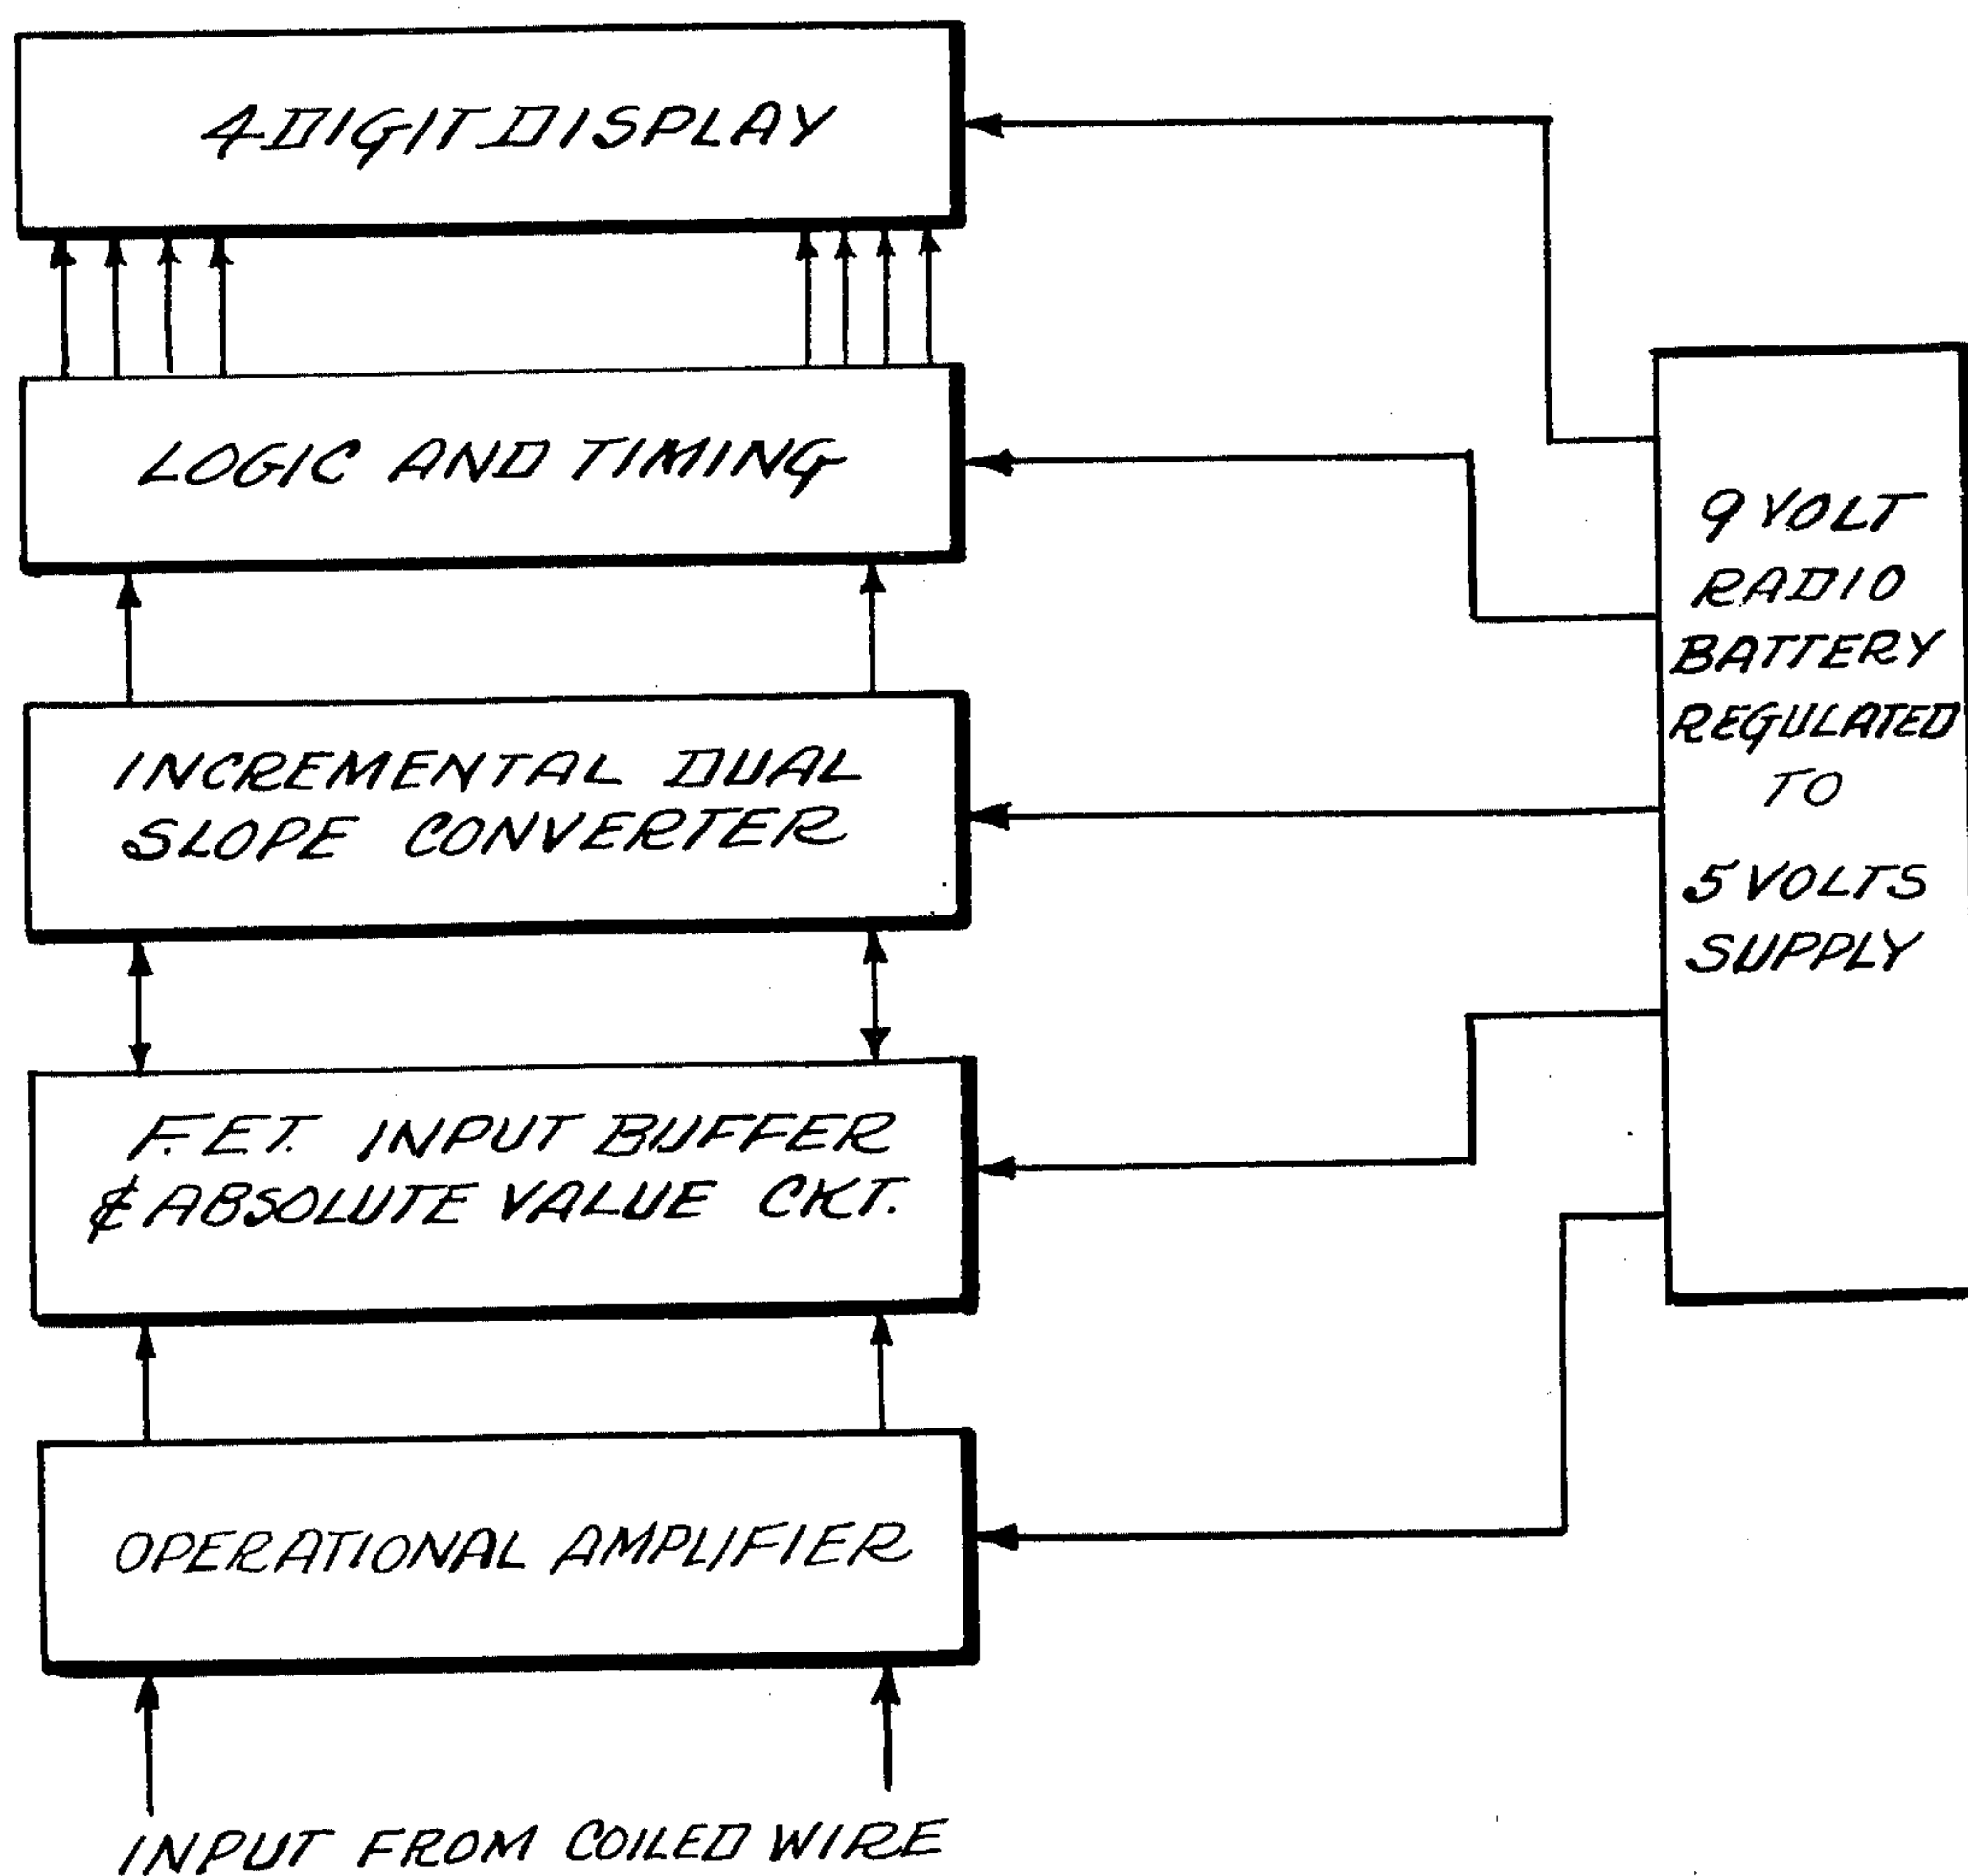 4 DIGIT DISPLAY
LOGIC AND TIMING
INCREMENTAL DUAL
SLOPE CONVERTER
F.E.T. INPUT BUFFER
& ABSOLUTE VALUE CKT.
OPERATIONAL AMPLIFIER
INPUT FROM COILED WIRE
9 VOLT
RADIO
BATTERY
REGULATED
TO
5 VOLTS
SUPPLY